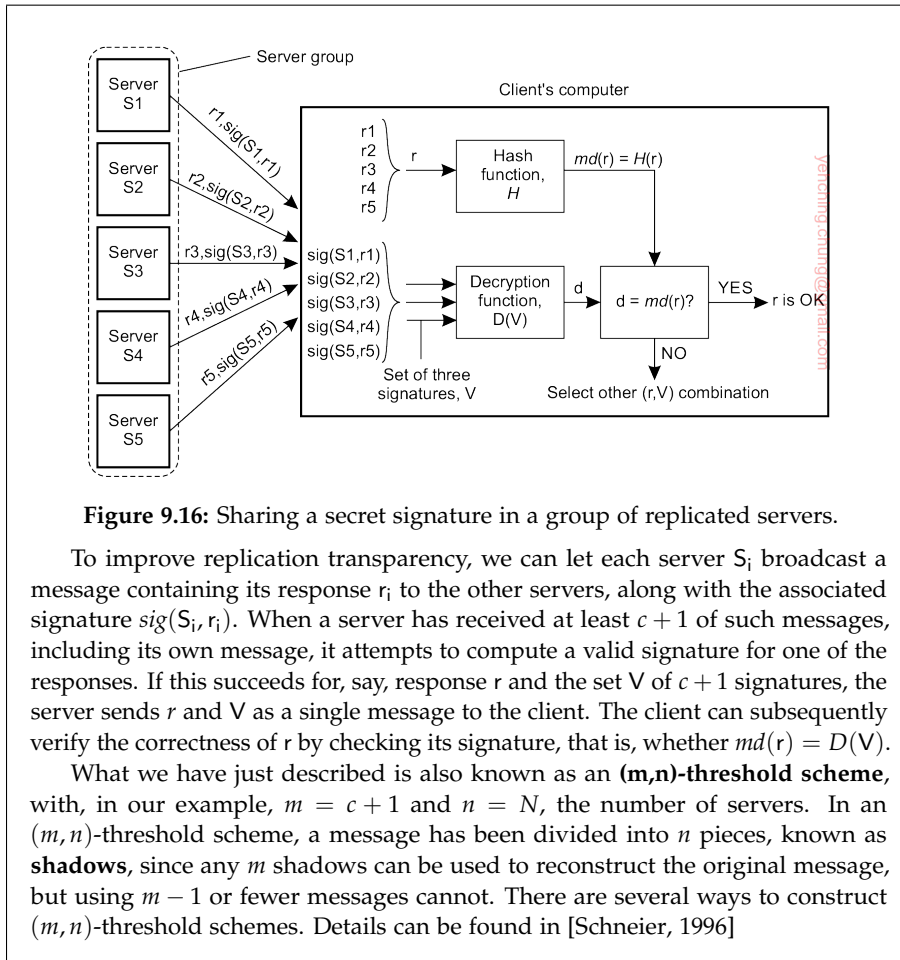 Server group
Client's computer
Server
S1
Server
S2
Server
S3
Server
S4
Server
S5
r1,sig(S1,r1)
r2,sig(S2,r2)
r3,sig(S3,r3)
r4,sig(S4,r4)
r5,sig(S5,r5)
r1
r2
r3
r4
r5
r
Hash
function,
H
md(r) = H(r)
sig(S1,r1)
sig(S2,r2)
sig(S3,r3)
sig(S4,r4)
sig(S5,r5)
Set of three
signatures, V
Decryption
function,
D(V)
d
d = md(r)?
YES
r is OK
NO
Select other (r,V) combination
yenching.chung@gmail.com
Figure 9.16: Sharing a secret signature in a group of replicated servers.
To improve replication transparency, we can let each server Si broadcast a
message containing its response ri to the other servers, along with the associated
signature sig(Si, ri). When a server has received at least c + 1 of such messages,
including its own message, it attempts to compute a valid signature for one of the
responses. If this succeeds for, say, response r and the set V of c + 1 signatures, the
server sends r and V as a single message to the client. The client can subsequently
verify the correctness of r by checking its signature, that is, whether md(r) = D(V).
What we have just described is also known as an (m,n)-threshold scheme,
with, in our example, m = c + 1 and n = N, the number of servers. In an
(m, n)-threshold scheme, a message has been divided into n pieces, known as
shadows, since any m shadows can be used to reconstruct the original message,
but using m − 1 or fewer messages cannot. There are several ways to construct
(m, n)-threshold schemes. Details can be found in [Schneier, 1996]